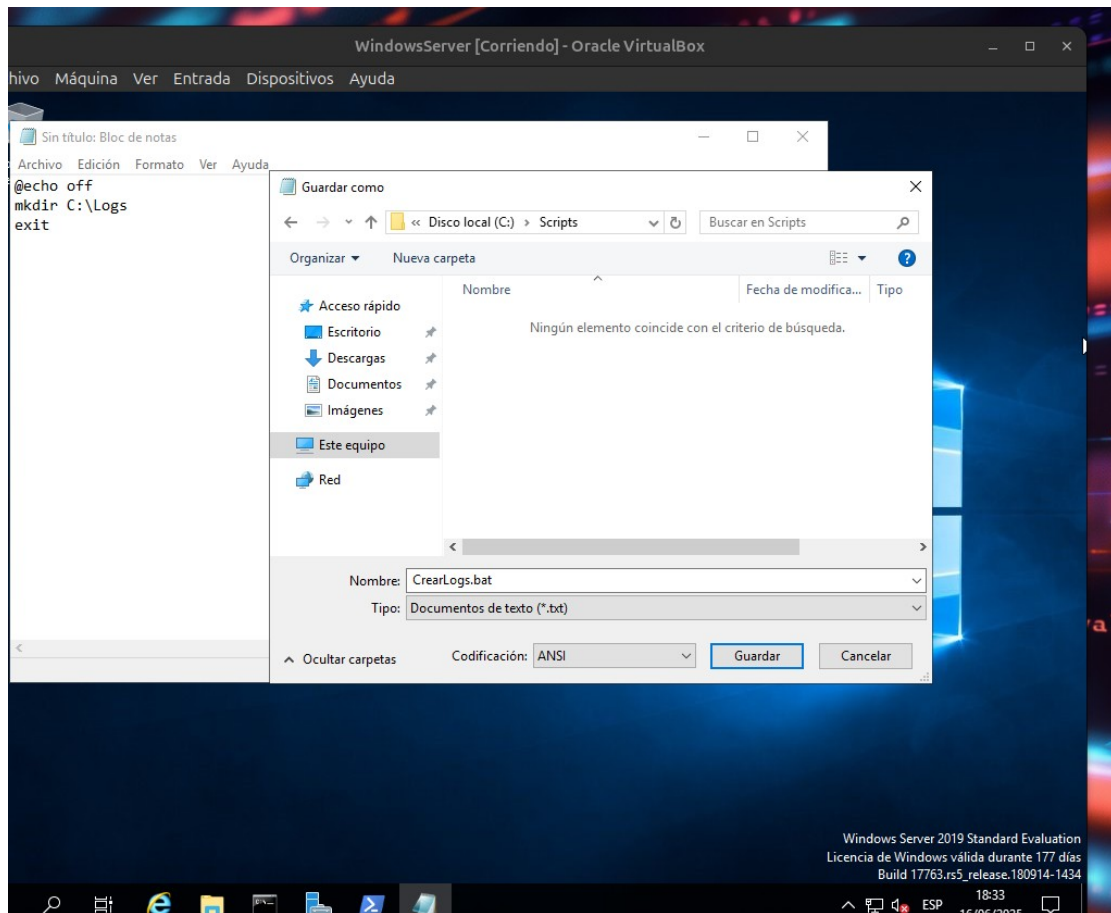 WindowsServer [Corriendo] - Oracle VirtualBox
hivo Máquina Ver Entrada Dispositivos Ayuda
Sin título: Bloc de notas
Archivo Edición Formato Ver Ayuda
@echo off
mkdir C:\Logs
exit
Guardar como
« Disco local (C:) > Scripts
Buscar en Scripts
Organizar Nueva carpeta
Nombre Fecha de modifica... Tipo
Ningún elemento coincide con el criterio de búsqueda.
Acceso rápido
Escritorio
Descargas
Documentos
Imágenes
Este equipo
Red
Nombre: CrearLogs.bat
Tipo: Documentos de texto (*.txt)
Ocultar carpetas
Codificación: ANSI
Guardar Cancelar
Windows Server 2019 Standard Evaluation
Licencia de Windows válida durante 177 días
Build 17763.rs5_release.180914-1434
ESP
18:33